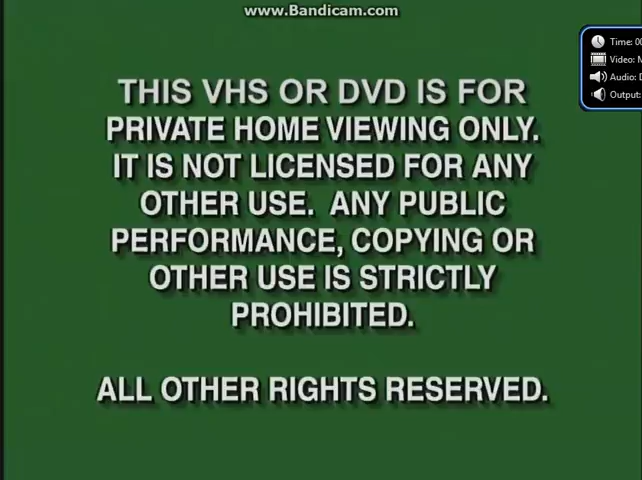 www.Bandicam.com
Time: 00
Video:
Audio:
Output:
THIS VHS OR DVD IS FOR
PRIVATE HOME VIEWING ONLY.
IT IS NOT LICENSED FOR ANY
OTHER USE.  ANY PUBLIC
PERFORMANCE, COPYING OR
OTHER USE IS STRICTLY
PROHIBITED.
ALL OTHER RIGHTS RESERVED.